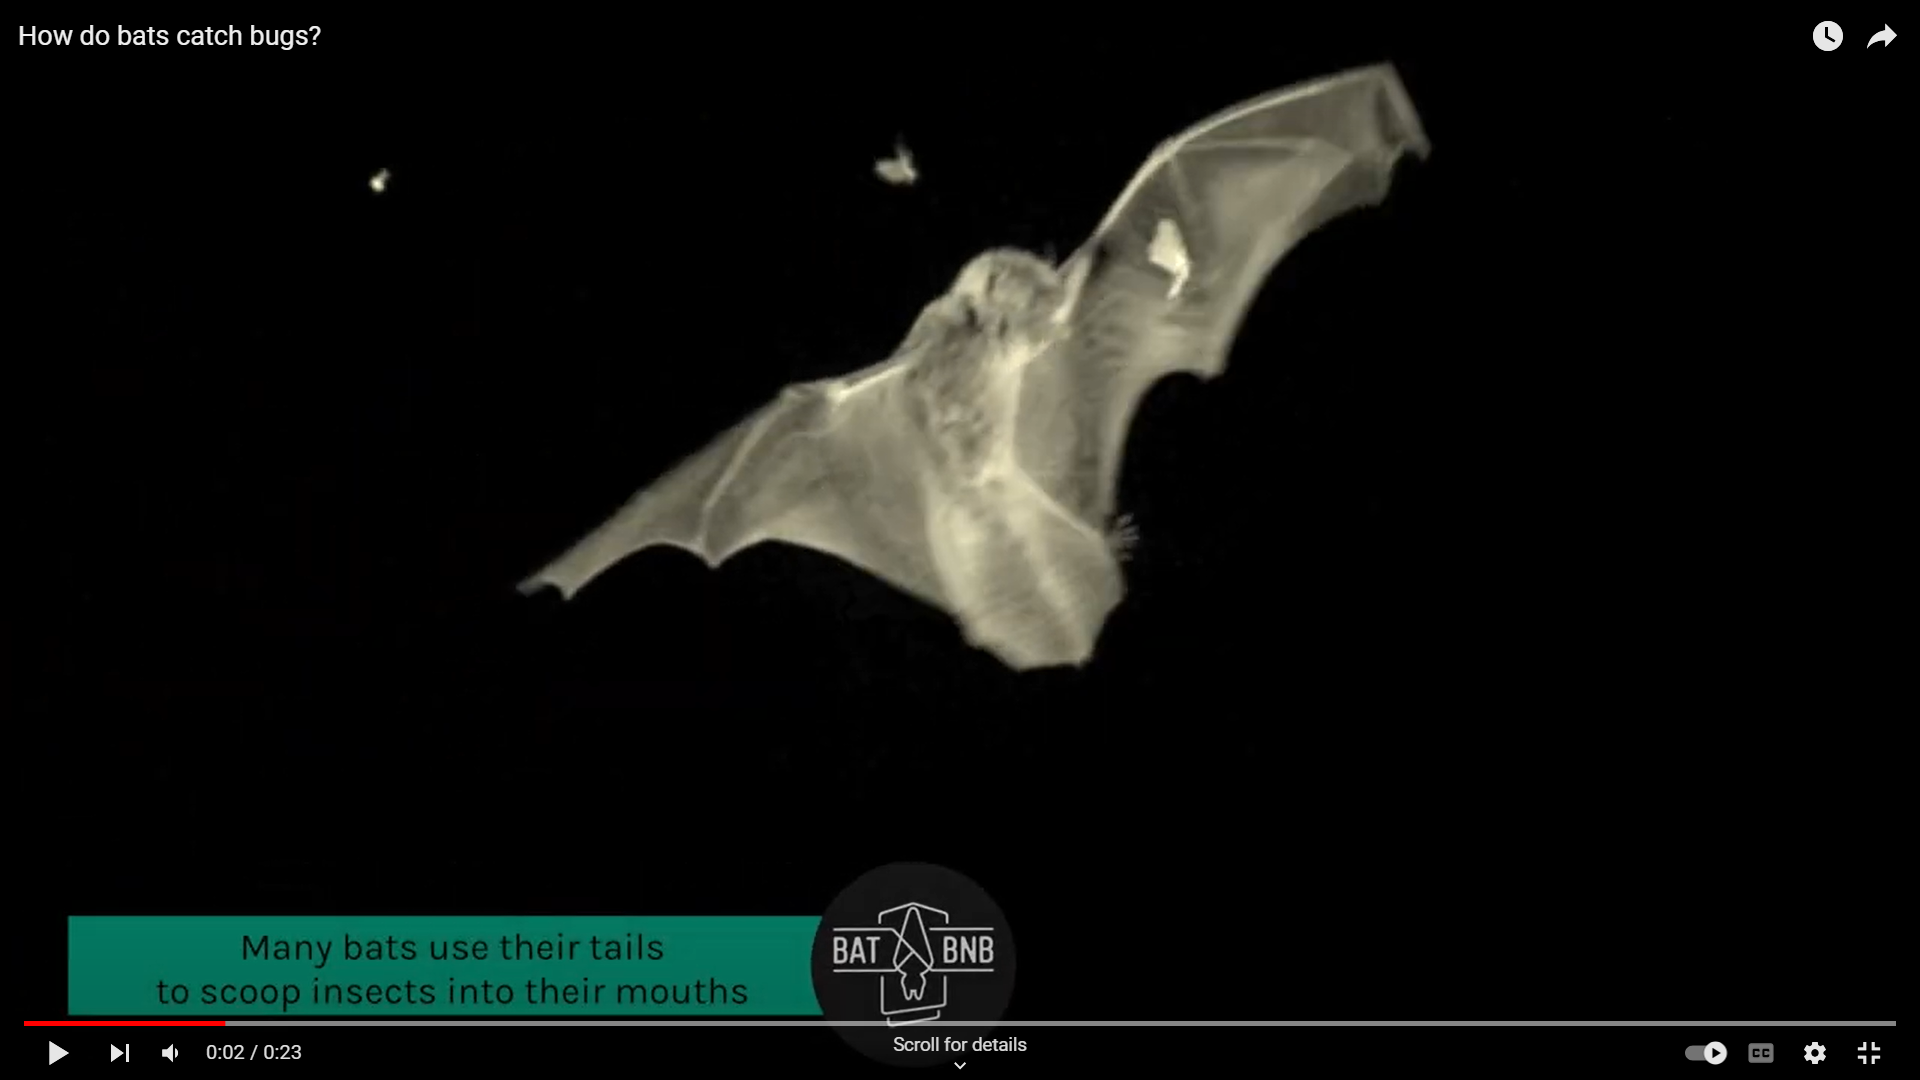 How do bats catch bugs?
Many bats use their tails
to scoop insects into their mouths
BAT BNB
Scroll for details
0:02 / 0:23
CC